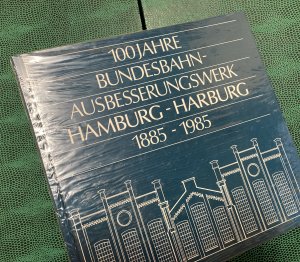 100 JAHRE
BUNDESBAHN-
AUSBESSERUNGSWERK
HAMBURG - HARBURG
1885 - 1985